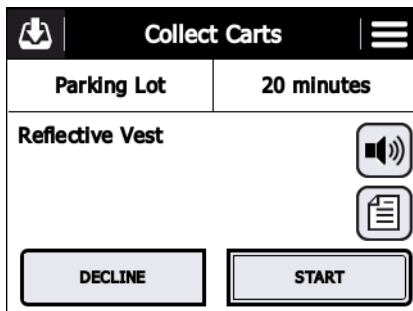 Collect Carts
Parking Lot 20 minutes
Reflective Vest
DECLINE START